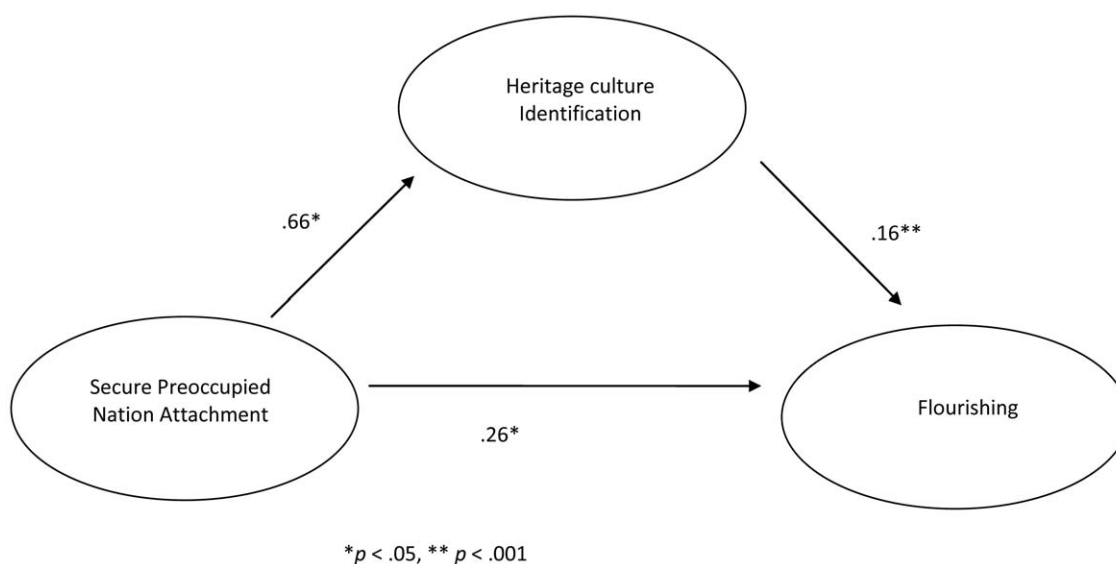 Heritage culture
Identification
.66*
.16**
Secure Preoccupied
Nation Attachment
Flourishing
.26*
*p < .05, ** p < .001